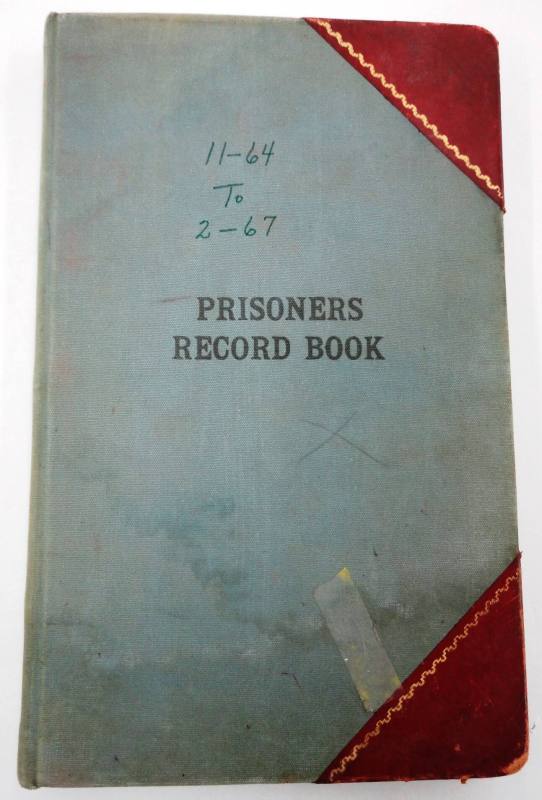 11-64
To
2-67
PRISONERS
RECORD BOOK